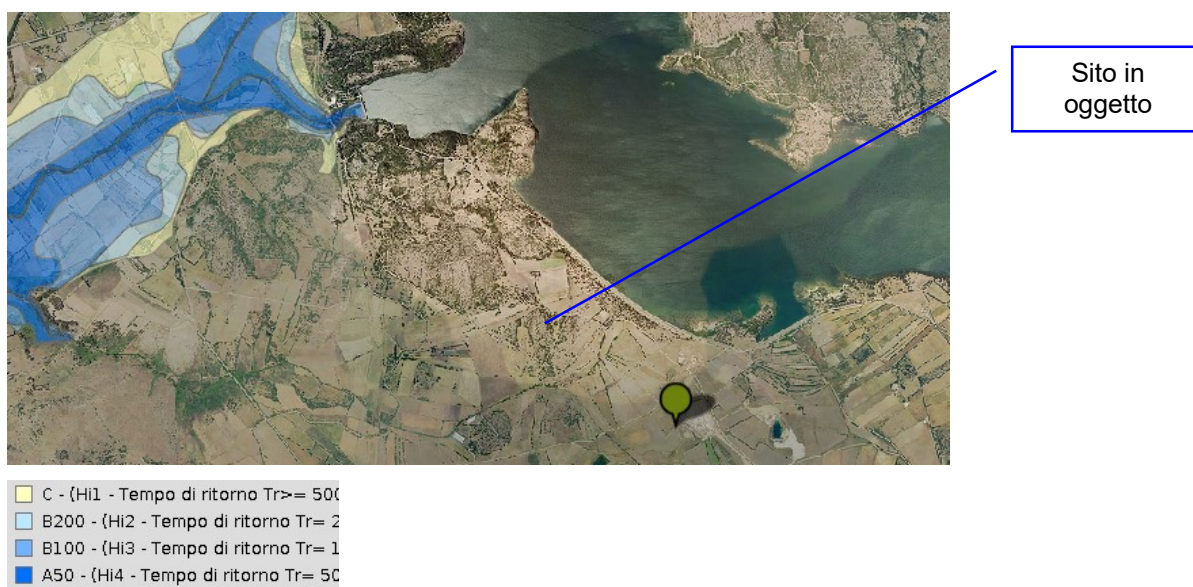 Sito in
oggetto
C - (Hi1 - Tempo di ritorno Tr>= 500
B200 - (Hi2 - Tempo di ritorno Tr= 2
B100 - (Hi3 - Tempo di ritorno Tr= 1
A50 - (Hi4 - Tempo di ritorno Tr= 50